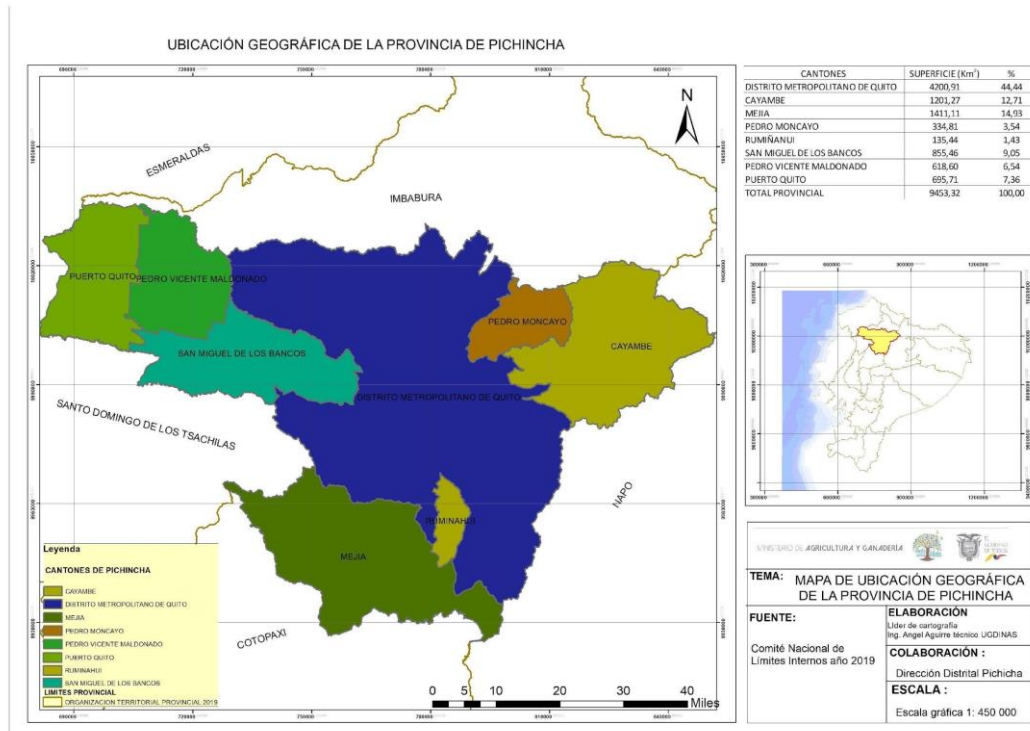 UBICACIÓN GEOGRÁFICA DE LA PROVINCIA DE PICHINCHA
CANTONES SUPERFICIE (Km²) %
DISTRITO METROPOLITANO DE QUITO 4200,91 44,44
CAYAMBE 1201,27 12,71
MEJIA 1411,11 14,93
PEDRO MONCAYO 334,81 3,54
RUMIÑANUI 135,44 1,43
SAN MIGUEL DE LOS BANCOS 855,46 9,05
PEDRO VICENTE MALDONADO 618,60 6,54
PUERTO QUITO 695,71 7,36
TOTAL PROVINCIAL 9453,32 100,00
N
ESMERALDAS
IMBABURA
PUERTO QUITO
PEDRO VICENTE MALDONADO
PEDRO MONCAYO
CAYAMBE
SAN MIGUEL DE LOS BANCOS
DISTRITO METROPOLITANO DE QUITO
SANTO DOMINGO DE LOS TSACHILAS
NAPO
RUMINAHUI
MEJIA
COTOPAXI
Leyenda
CANTONES DE PICHINCHA
CAYAMBE
DISTRITO METROPOLITANO DE QUITO
MEJIA
PEDRO MONCAYO
PEDRO VICENTE MALDONADO
PUERTO QUITO
RUMINAHUI
SAN MIGUEL DE LOS BANCOS
LIMITES PROVINCIAL
ORGANIZACION TERRITORIAL PROVINCIAL 2019
0 5 10 20 30 40
Miles
MINISTERIO DE AGRICULTURA Y GANADERÍA
TEMA: MAPA DE UBICACIÓN GEOGRÁFICA
DE LA PROVINCIA DE PICHINCHA
FUENTE:
Comité Nacional de
Límites Internos año 2019
ELABORACIÓN
Lider de cartografia
Ing. Angel Aguirre técnico UGDINAS
COLABORACIÓN :
Dirección Distrital Pichicha
ESCALA :
Escala gráfica 1: 450 000